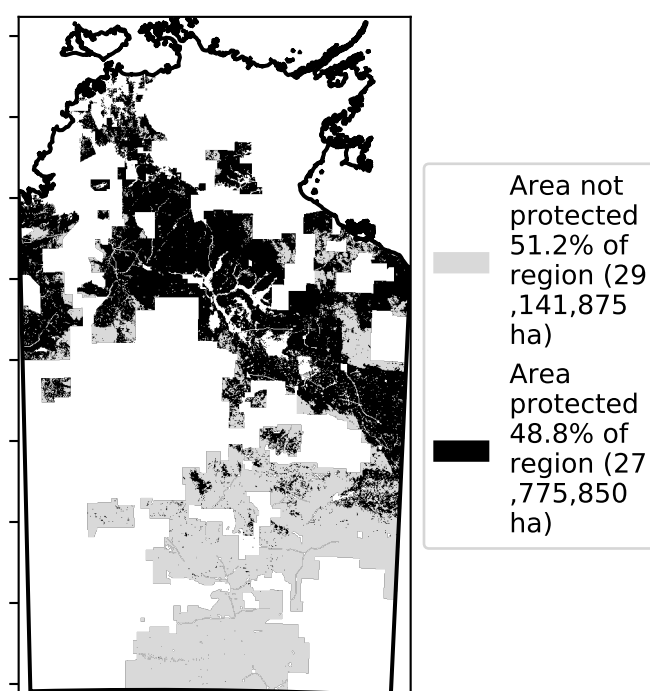 Area not
protected
51.2% of
region (29
,141,875
ha)
Area
protected
48.8% of
region (27
,775,850
ha)